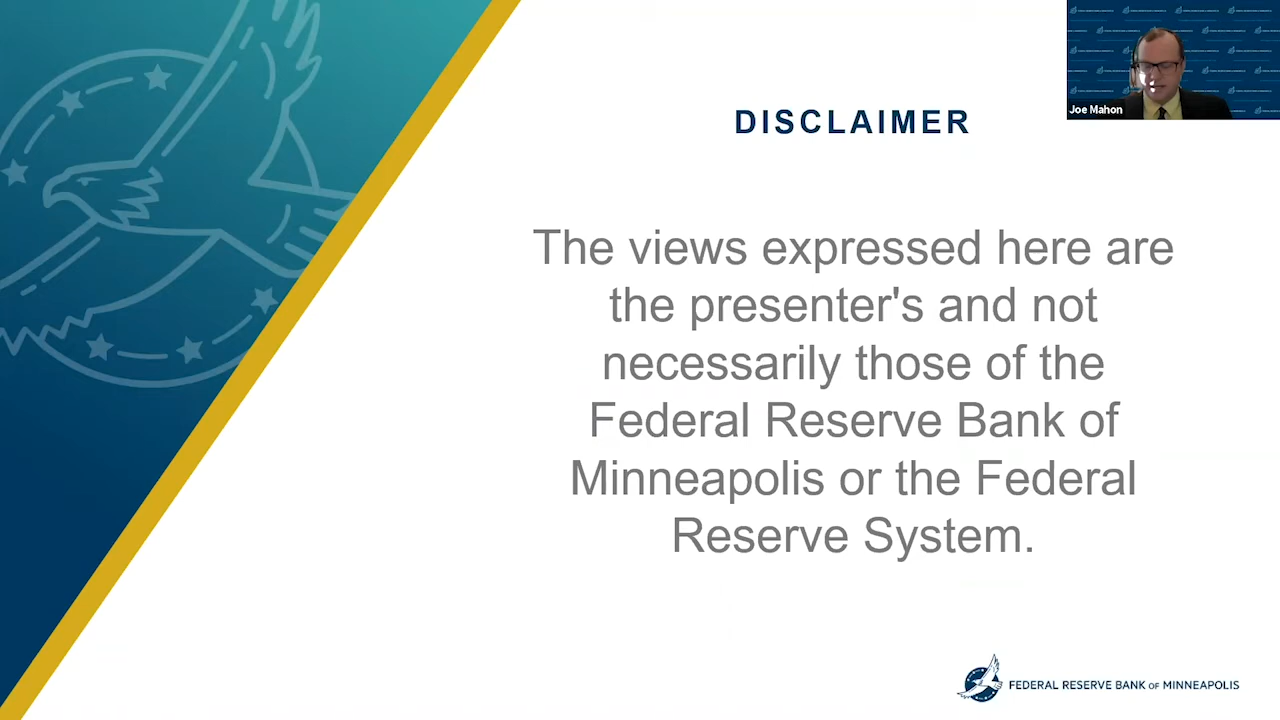 Joe Mahon
DISCLAIMER
The views expressed here are
the presenter's and not
necessarily those of the
Federal Reserve Bank of
Minneapolis or the Federal
Reserve System.
FEDERAL RESERVE BANK OF MINNEAPOLIS